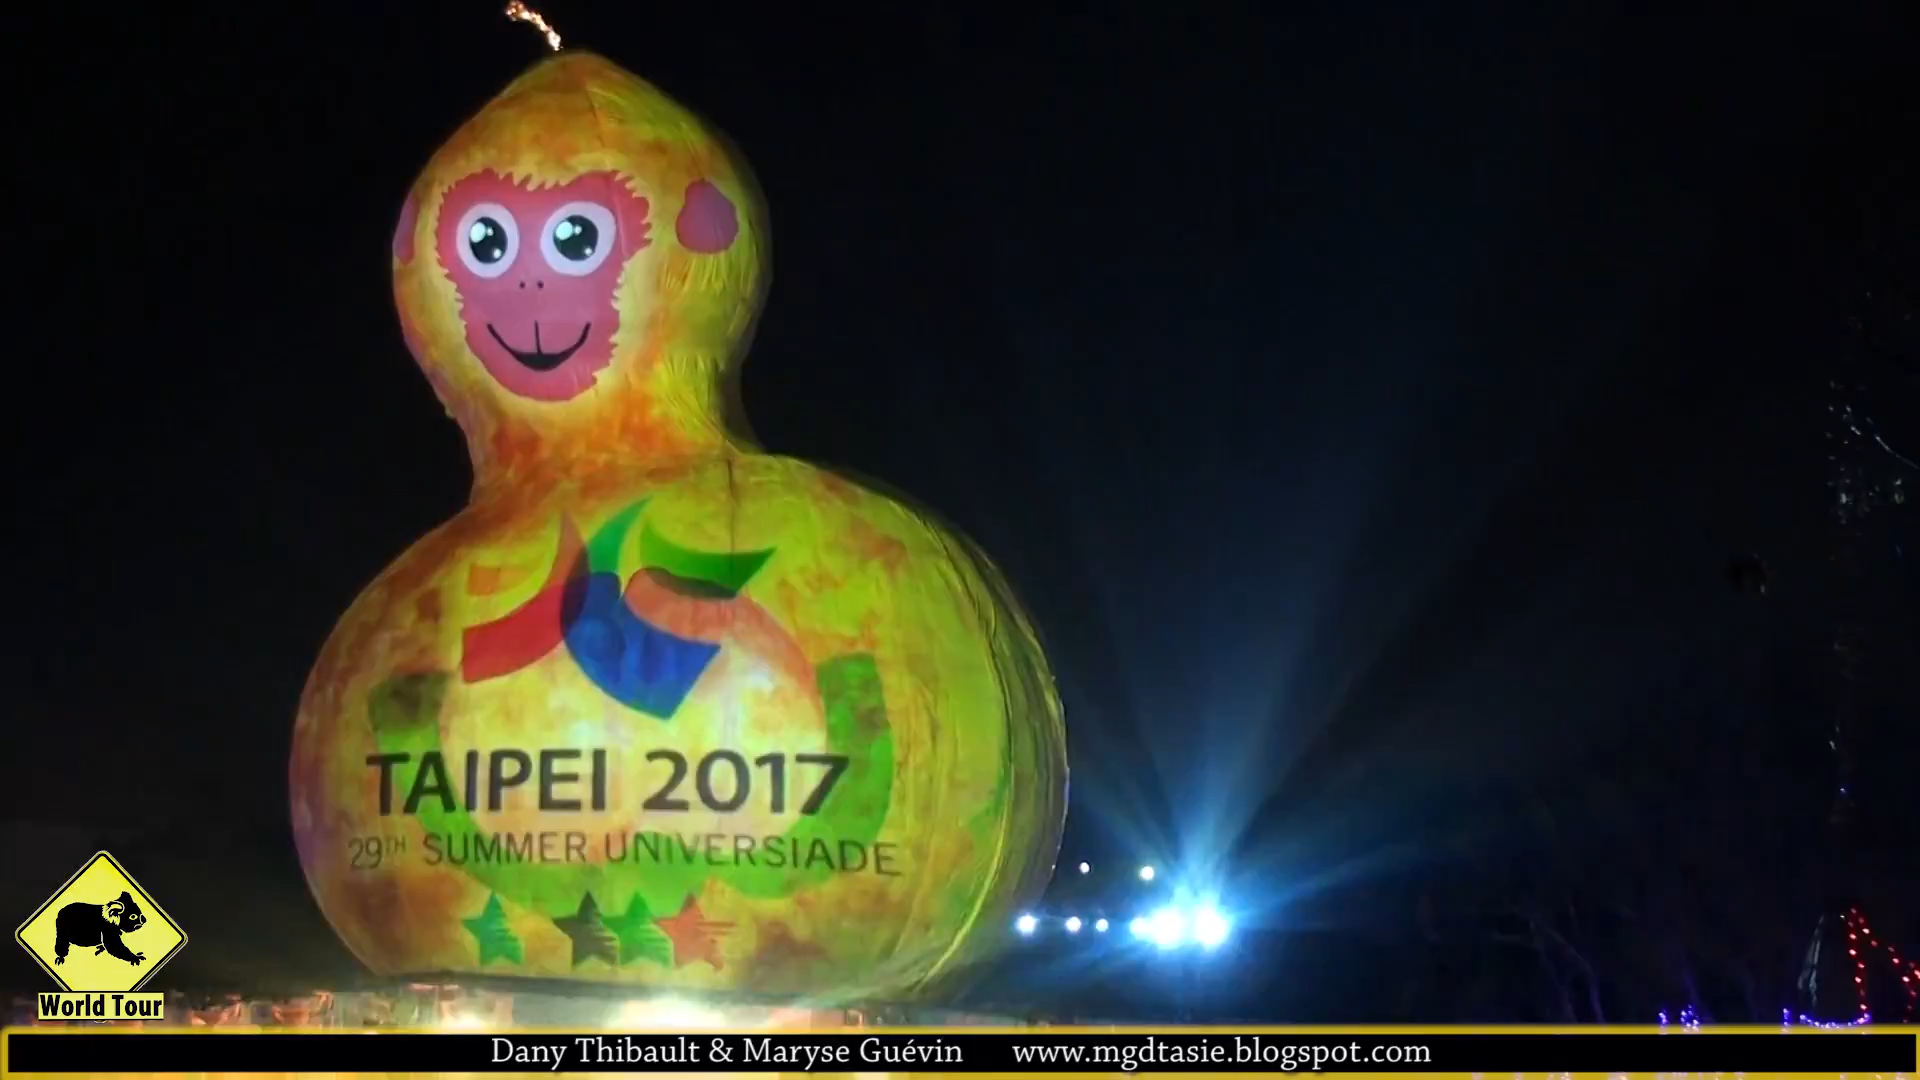 TAIPEI 2017
29TH SUMMER UNIVERSIADE
World Tour
Dany Thibault & Maryse Guévin www.mgdtasie.blogspot.com